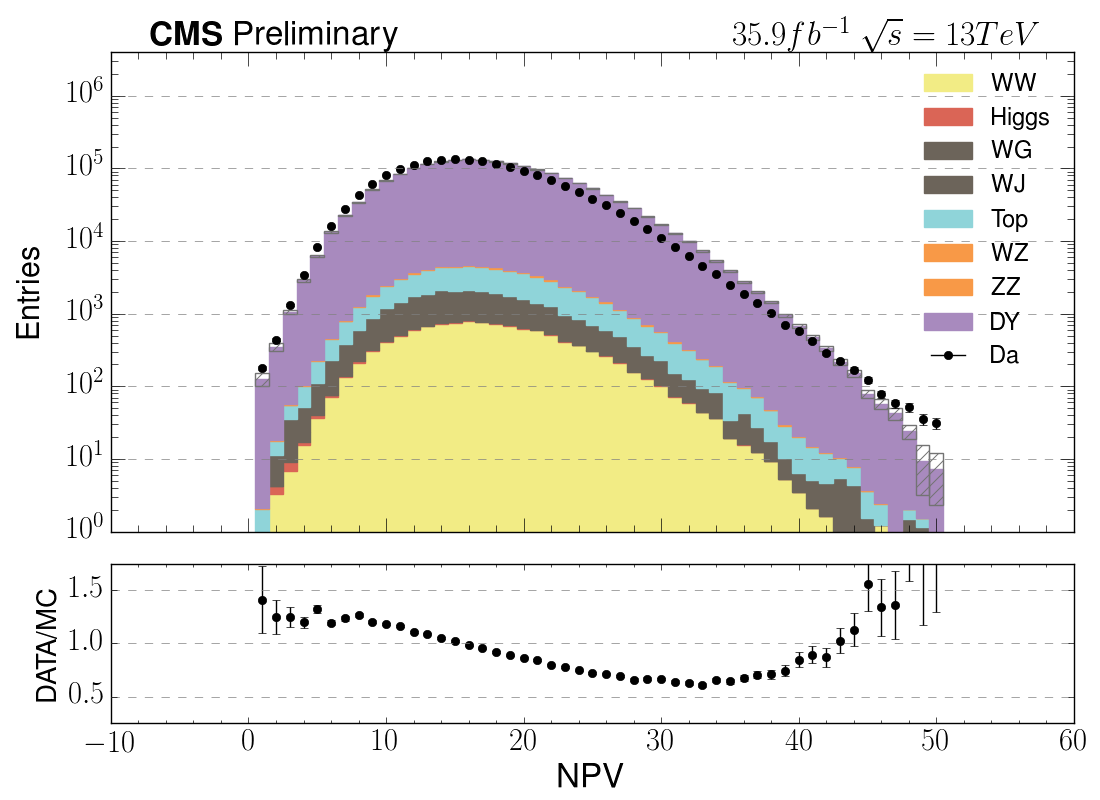 CMS Preliminary
35.9fb⁻¹ √s = 13TeV
Entries
10⁶
10⁵
10⁴
10³
10²
10¹
10⁰
WW
Higgs
WG
WJ
Top
WZ
ZZ
DY
Da
DATA/MC
1.5
1.0
0.5
−10
0
10
20
30
40
50
60
NPV